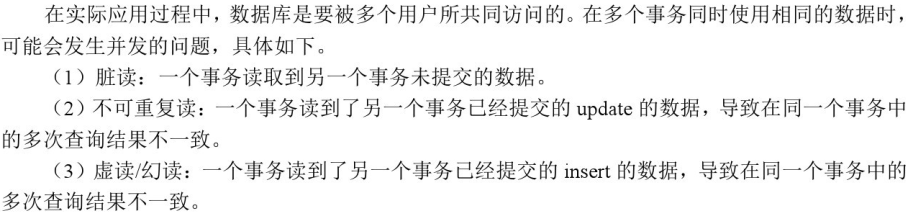 在实际应用过程中，数据库是要被多个用户所共同访问的。在多个事务同时使用相同的数据时，
可能会发生并发的问题，具体如下。
（1）脏读：一个事务读取到另一个事务未提交的数据。
（2）不可重复读：一个事务读到了另一个事务已经提交的 update 的数据，导致在同一个事务中
的多次查询结果不一致。
（3）虚读/幻读：一个事务读到了另一个事务已经提交的 insert 的数据，导致在同一个事务中的
多次查询结果不一致。